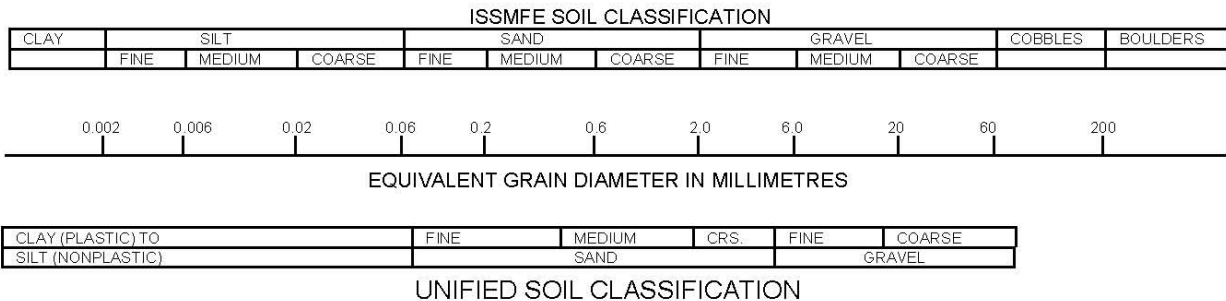 ISSMFE SOIL CLASSIFICATION
CLAY SILT SAND GRAVEL COBBLES BOULDERS
FINE MEDIUM COARSE FINE MEDIUM COARSE FINE MEDIUM COARSE
0.002 0.006 0.02 0.06 0.2 0.6 2.0 6.0 20 60 200
EQUIVALENT GRAIN DIAMETER IN MILLIMETRES
CLAY (PLASTIC) TO FINE MEDIUM CRS. FINE COARSE
SILT (NONPLASTIC) SAND GRAVEL
UNIFIED SOIL CLASSIFICATION